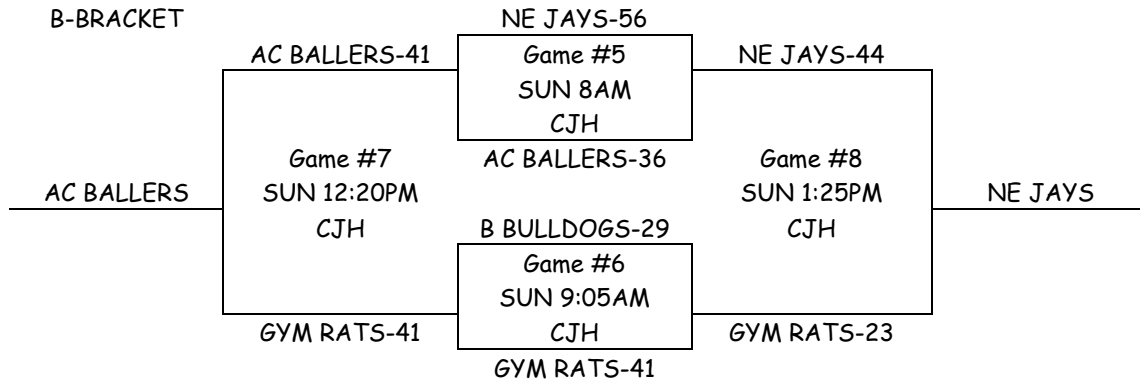 B-BRACKET
NE JAYS-56
AC BALLERS-41
Game #5
NE JAYS-44
SUN 8AM
CJH
AC BALLERS-36
Game #7
Game #8
AC BALLERS
SUN 12:20PM
SUN 1:25PM
NE JAYS
CJH
B BULLDOGS-29
CJH
Game #6
SUN 9:05AM
GYM RATS-41
CJH
GYM RATS-23
GYM RATS-41